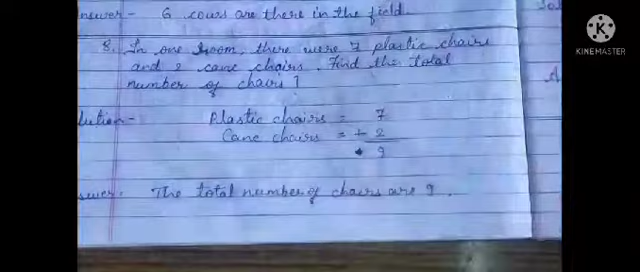 nswer- 6 cows are there in the field.
8. In one room, there were 7 plastic chairs
and 2 cane chairs. Find the total
number of chairs?
lution- Plastic chairs = 7
Cane chairs = + 2
9
swer. The total number of chairs are 9.
K
KINEMASTER